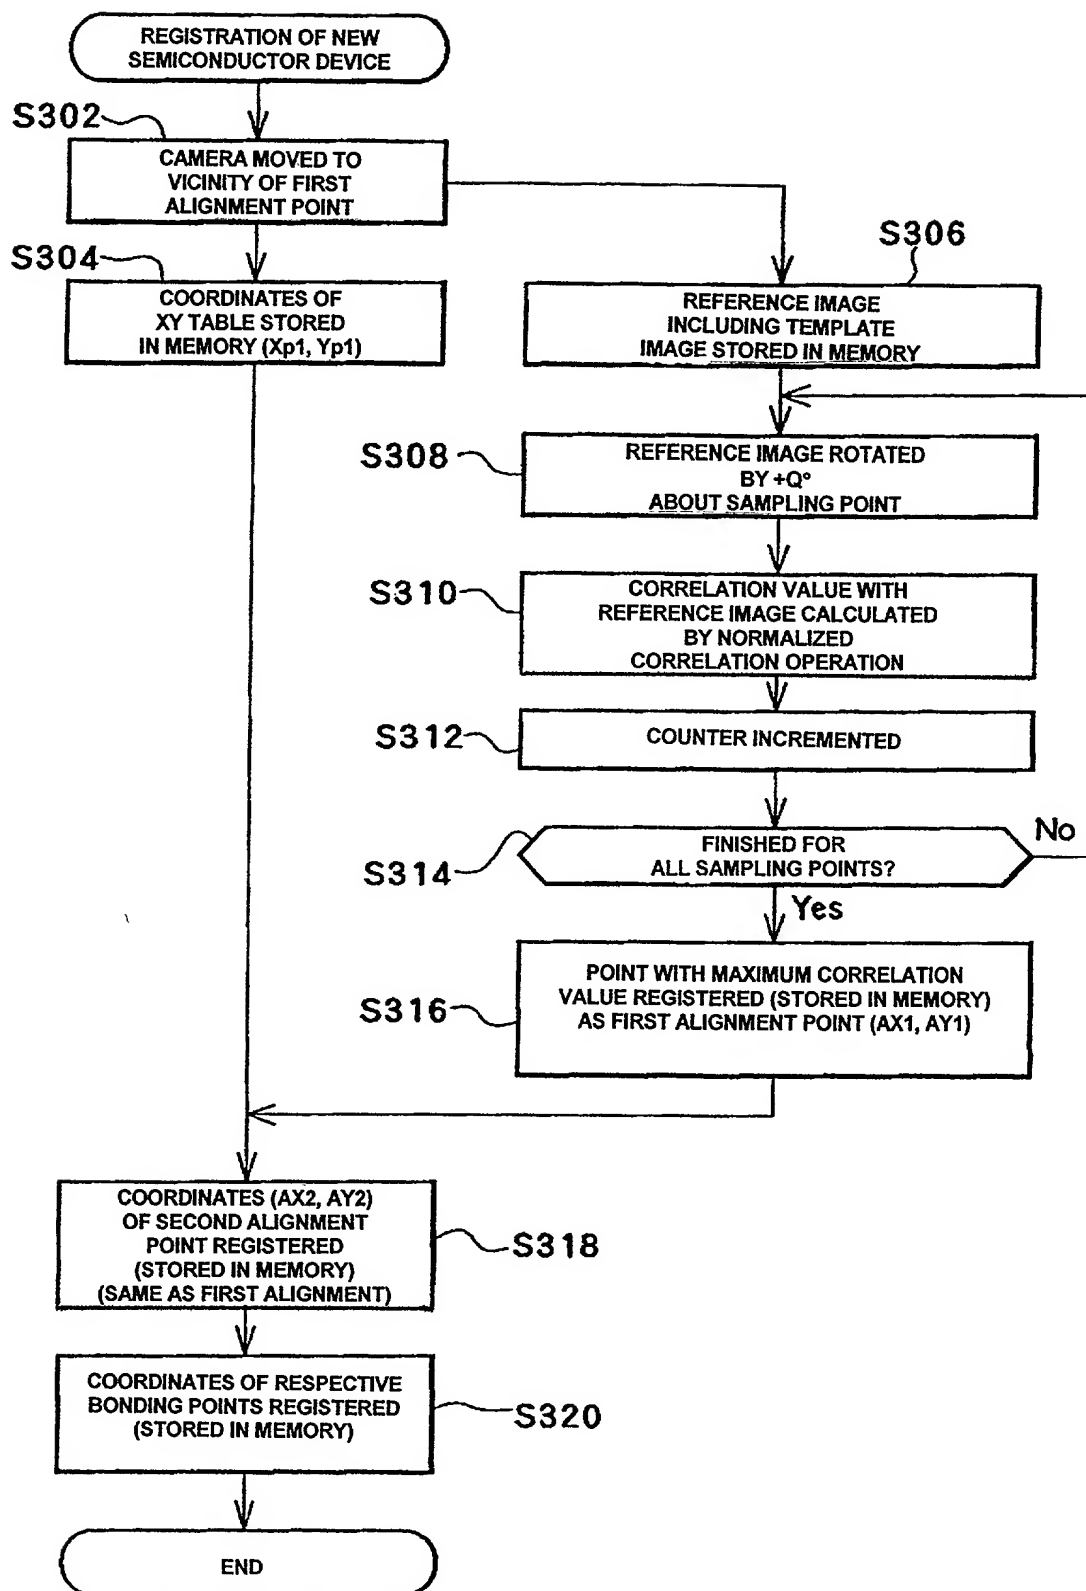 REGISTRATION OF NEW
SEMICONDUCTOR DEVICE
S302
CAMERA MOVED TO
VICINITY OF FIRST
ALIGNMENT POINT
S304
COORDINATES OF
XY TABLE STORED
IN MEMORY (Xp1, Yp1)
S306
REFERENCE IMAGE
INCLUDING TEMPLATE
IMAGE STORED IN MEMORY
S308
REFERENCE IMAGE ROTATED
BY +Q°
ABOUT SAMPLING POINT
S310
CORRELATION VALUE WITH
REFERENCE IMAGE CALCULATED
BY NORMALIZED
CORRELATION OPERATION
S312
COUNTER INCREMENTED
S314
FINISHED FOR
ALL SAMPLING POINTS?
No
Yes
S316
POINT WITH MAXIMUM CORRELATION
VALUE REGISTERED (STORED IN MEMORY)
AS FIRST ALIGNMENT POINT (AX1, AY1)
COORDINATES (AX2, AY2)
OF SECOND ALIGNMENT
POINT REGISTERED
(STORED IN MEMORY)
(SAME AS FIRST ALIGNMENT)
S318
COORDINATES OF RESPECTIVE
BONDING POINTS REGISTERED
(STORED IN MEMORY)
S320
END